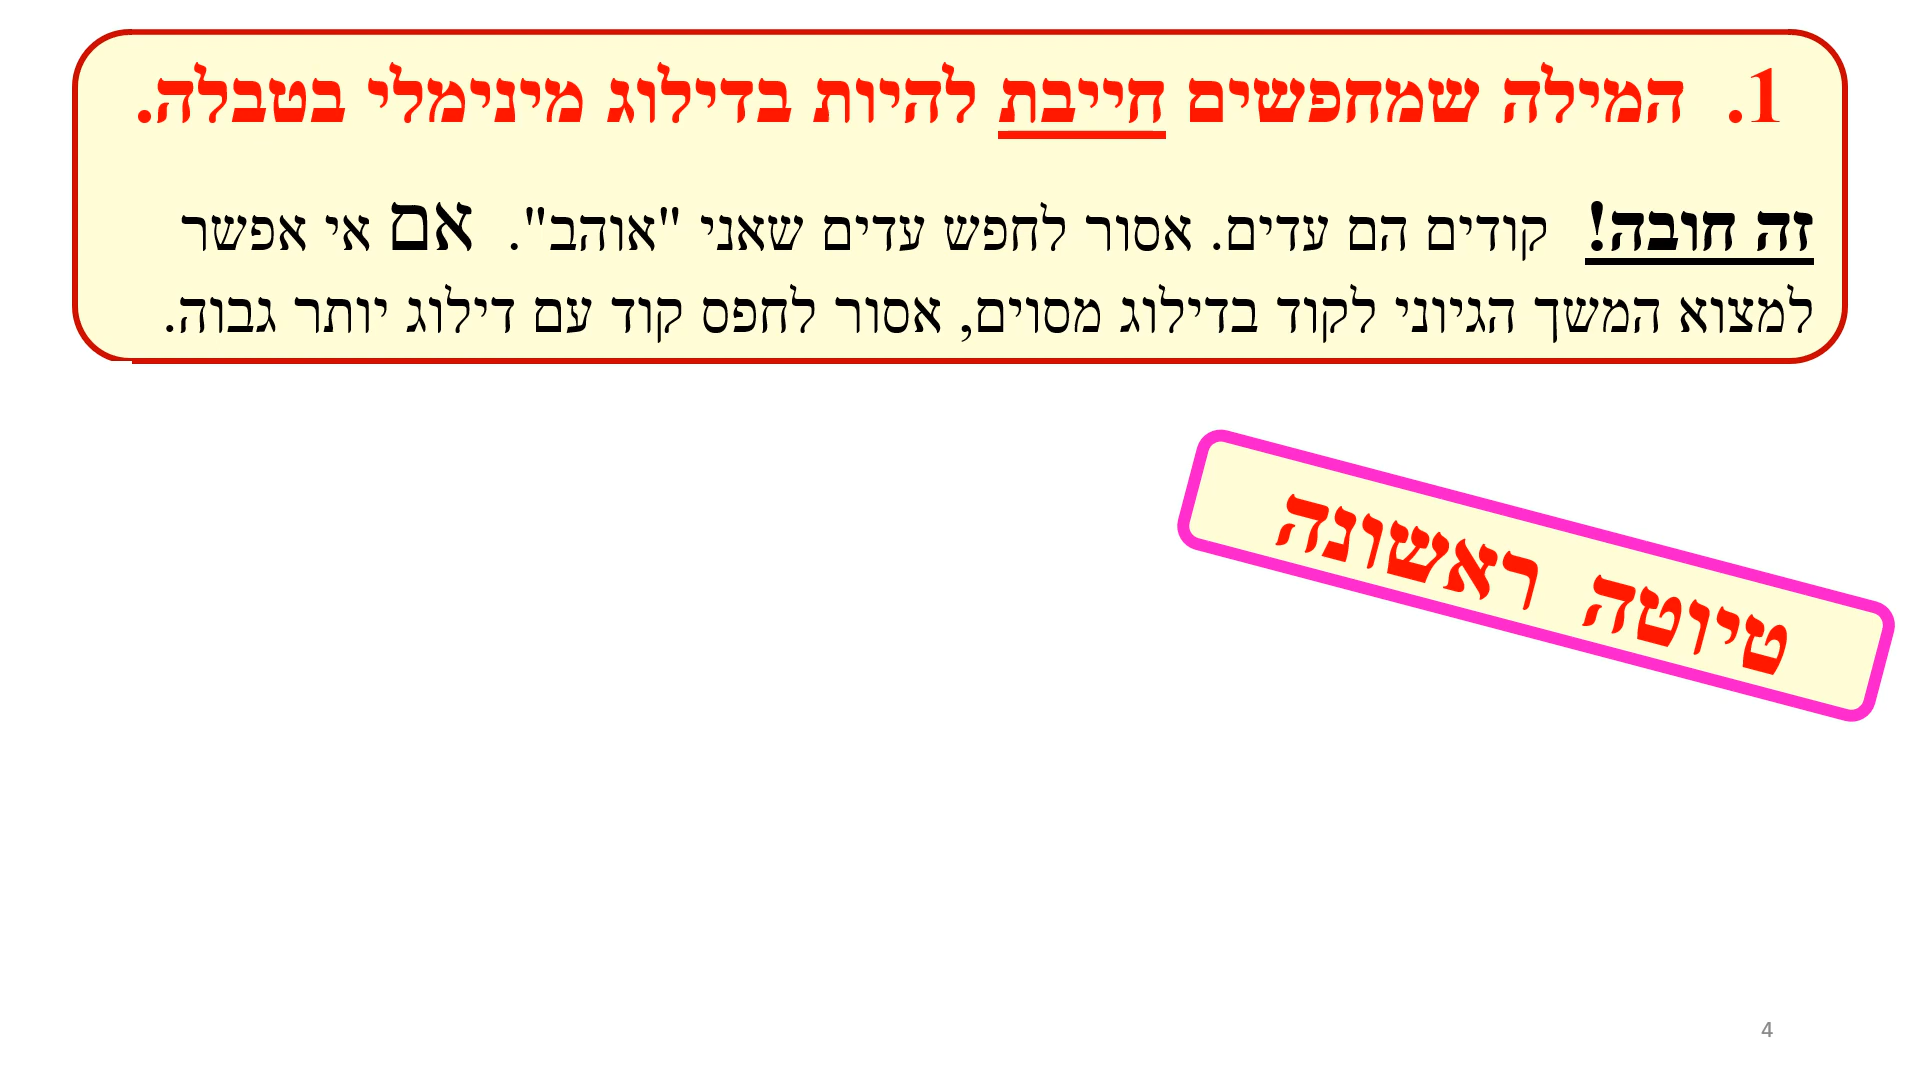 1. המילה שמחפשים חייבת להיות בדילוג מינימלי בטבלה.
זה חובה! קודים הם עדים. אסור לחפש עדים שאני "אוהב". אם אי אפשר
למצוא המשך הגיוני לקוד בדילוג מסוים, אסור לחפס קוד עם דילוג יותר גבוה.
טיוטה ראשונה
4